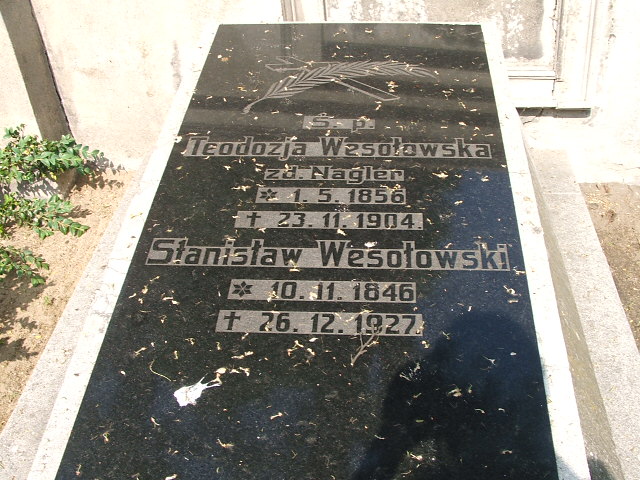 Ś. p.
Teodozja Wesołowska
zd. Nagler
* 1. 5. 1856
✝ 23. 11. 1904.
Stanisław Wesołowski
* 10. 11. 1846
✝ 26. 12. 1927.